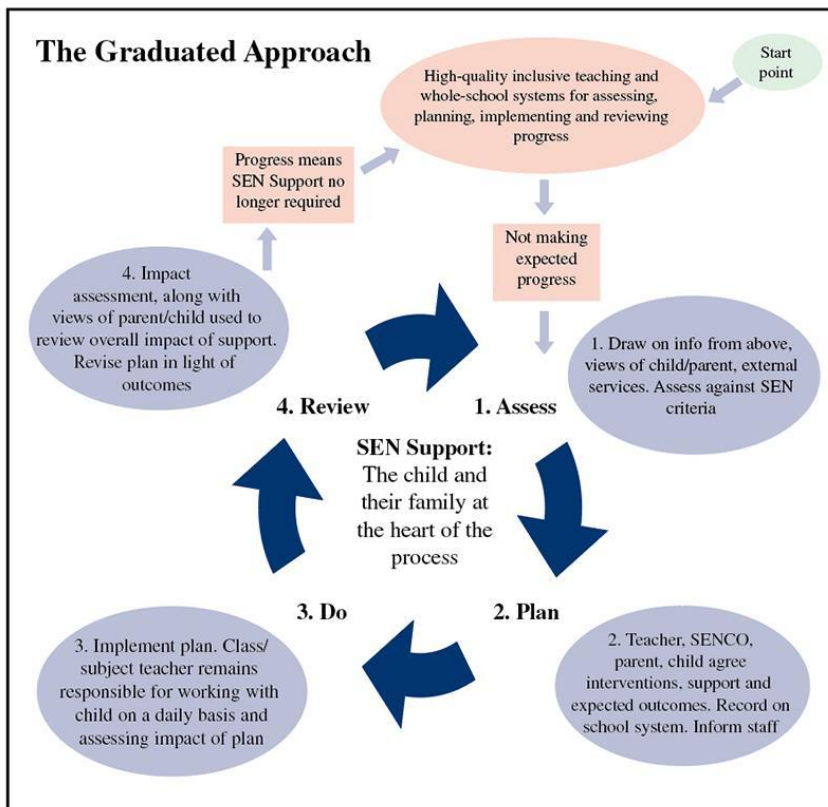 The Graduated Approach
Start
point
High-quality inclusive teaching and
whole-school systems for assessing,
planning, implementing and reviewing
progress
Progress means
SEN Support no
longer required
Not making
expected
progress
4. Impact
assessment, along with
views of parent/child used to
review overall impact of support.
Revise plan in light of
outcomes
1. Draw on info from above,
views of child/parent, external
services. Assess against SEN
criteria
4. Review
1. Assess
SEN Support:
The child and
their family at
the heart of the
process
3. Do
2. Plan
3. Implement plan. Class/
subject teacher remains
responsible for working with
child on a daily basis and
assessing impact of plan
2. Teacher, SENCO,
parent, child agree
interventions, support and
expected outcomes. Record on
school system. Inform staff